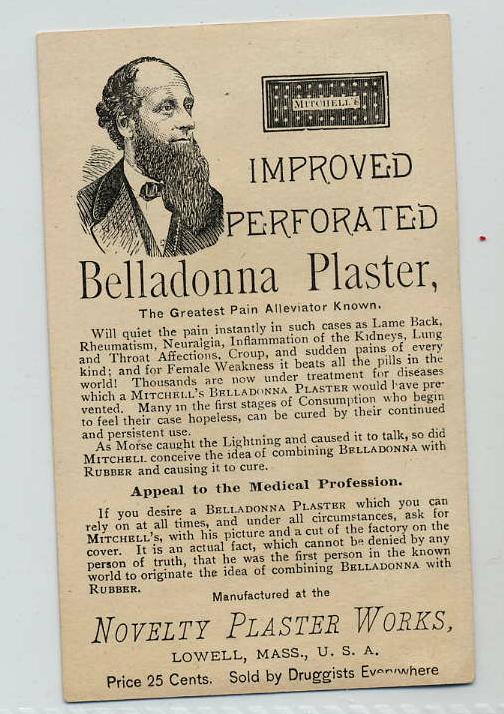 MITCHELL'S
IMPROVED
PERFORATED
Belladonna Plaster,
The Greatest Pain Alleviator Known.
Will quiet the pain instantly in such cases as Lame Back,
Rheumatism, Neuralgia, Inflammation of the Kidneys, Lung
and Throat Affections, Croup, and sudden pains of every
kind; and for Female Weakness it beats all the pills in the
world! Thousands are now under treatment for diseases
which a MITCHELL'S BELLADONNA PLASTER would have pre-
vented. Many in the first stages of Consumption who begin
to feel their case hopeless, can be cured by their continued
and persistent use.
As Morse caught the Lightning and caused it to talk, so did
MITCHELL conceive the idea of combining BELLADONNA with
RUBBER and causing it to cure.
Appeal to the Medical Profession.
If you desire a BELLADONNA PLASTER which you can
rely on at all times, and under all circumstances, ask for
MITCHELL'S, with his picture and a cut of the factory on the
cover. It is an actual fact, which cannot be denied by any
person of truth, that he was the first person in the known
world to originate the idea of combining BELLADONNA with
RUBBER.
Manufactured at the
NOVELTY PLASTER WORKS,
LOWELL, MASS., U. S. A.
Price 25 Cents. Sold by Druggists Everywhere